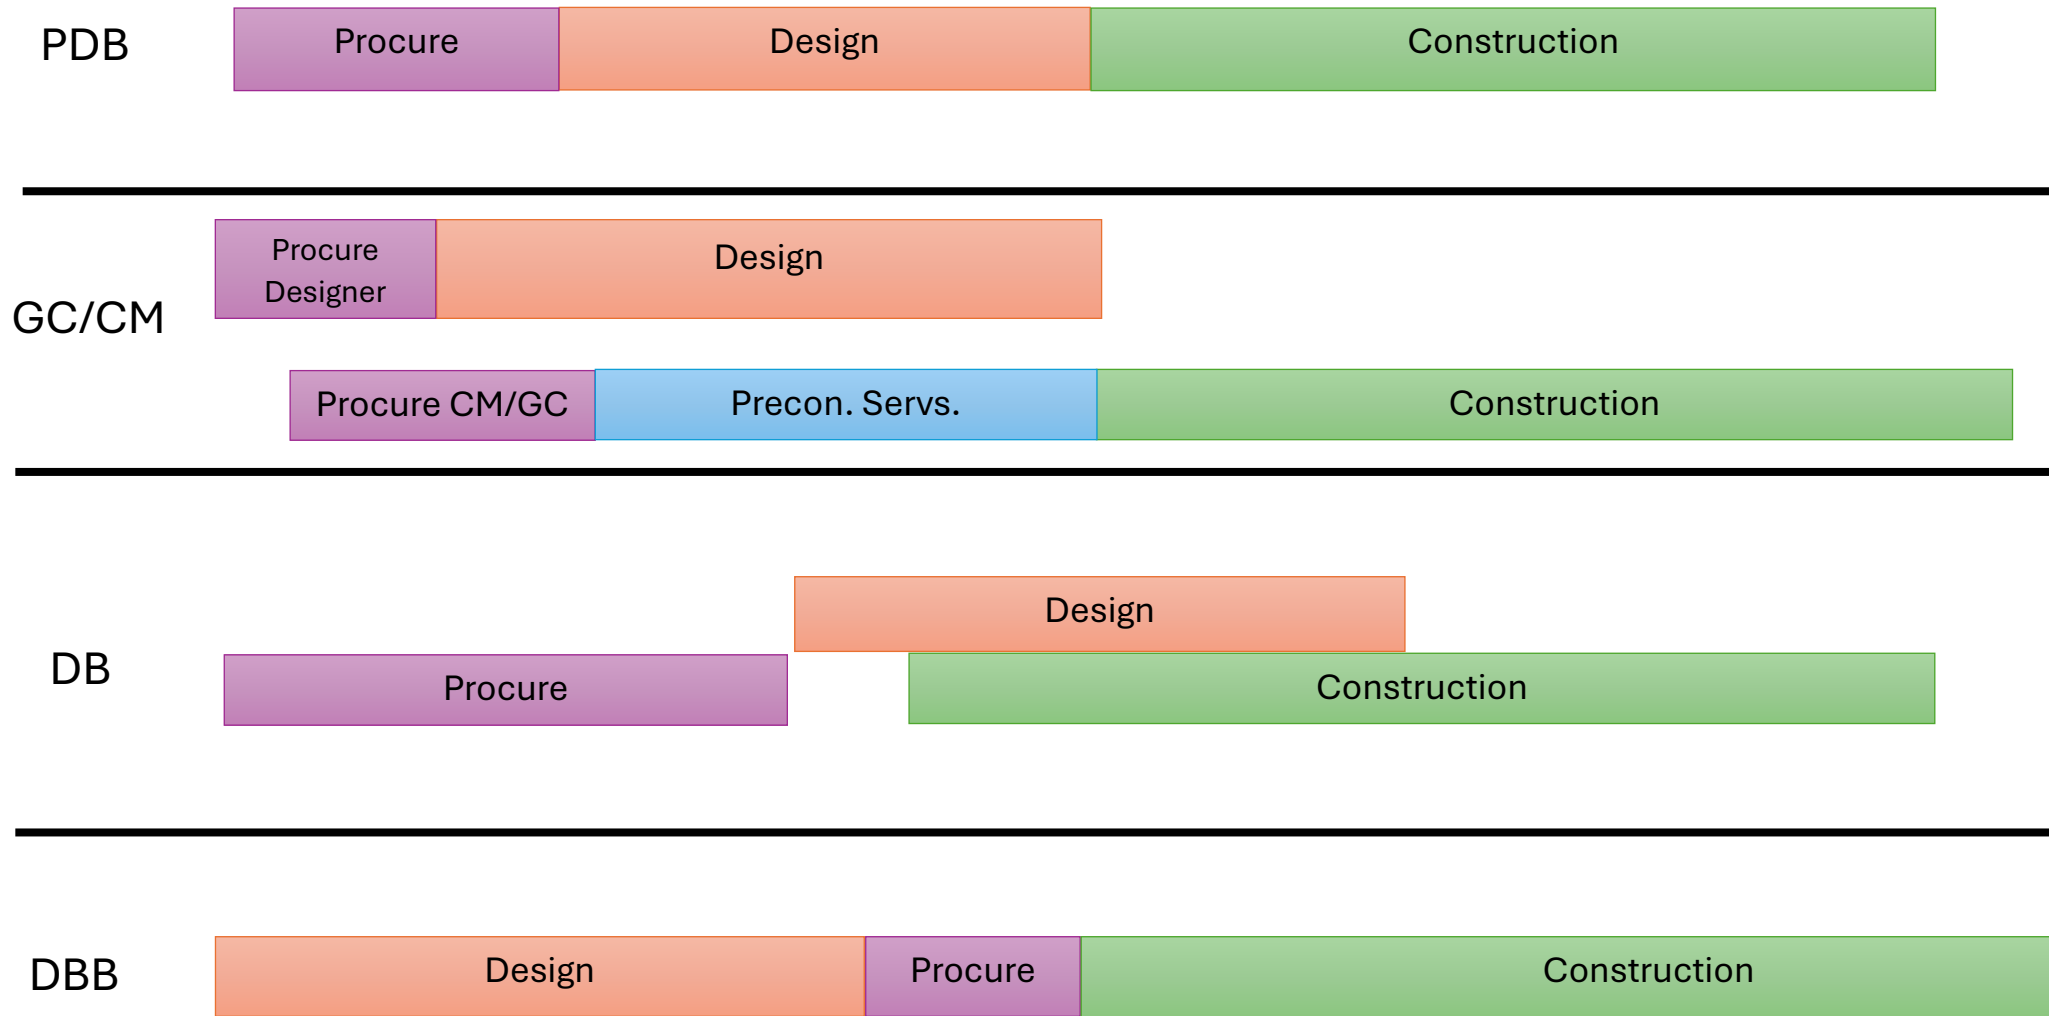 PDB
Procure
Design
Construction
GC/CM
Procure
Designer
Design
Procure CM/GC
Precon. Servs.
Construction
DB
Design
Procure
Construction
DBB
Design
Procure
Construction